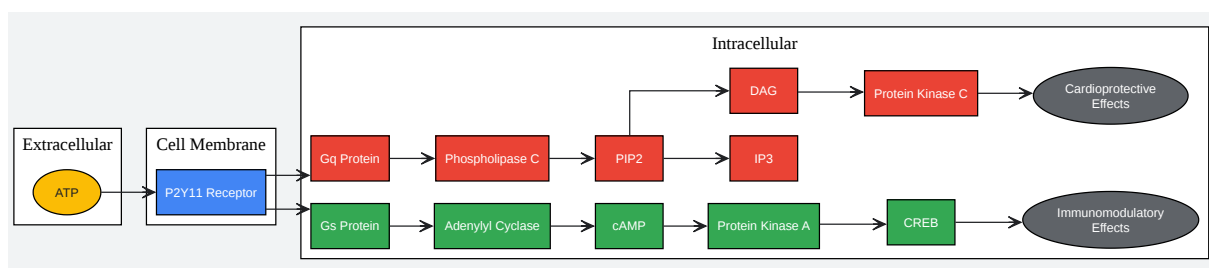 Intracellular
DAG
Protein Kinase C
Cardioprotective
Effects
Extracellular
Cell Membrane
Gq Protein
Phospholipase C
PIP2
IP3
ATP
P2Y11 Receptor
Gs Protein
Adenylyl Cyclase
cAMP
Protein Kinase A
CREB
Immunomodulatory
Effects